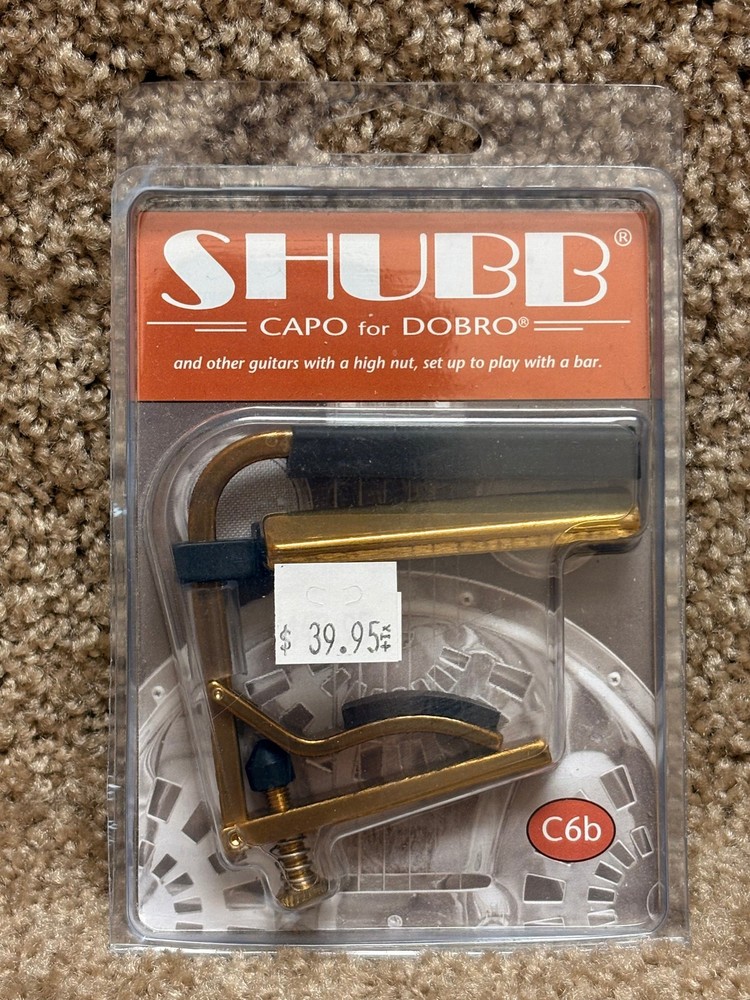 SHUBB®
CAPO for DOBRO®
and other guitars with a high nut, set up to play with a bar.
$ 39.95+Tx
C6b